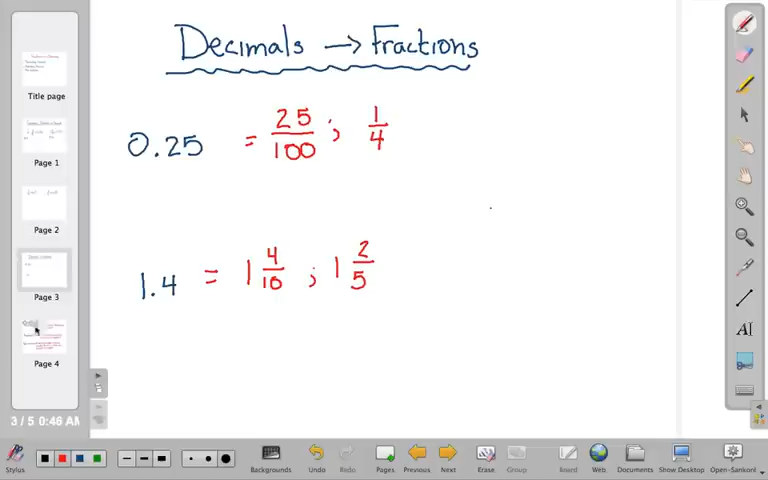 Decimals → Fractions
0.25 = 25/100 ; 1/4
1.4 = 1 4/10 ; 1 2/5
Title page
Page 1
Page 2
Page 3
Page 4
3 / 5 0:46 AM
Stylus
Backgrounds
Undo
Redo
Pages
Previous
Next
Erase
Group
Board
Web
Documents
Show Desktop
Open-Sankoré